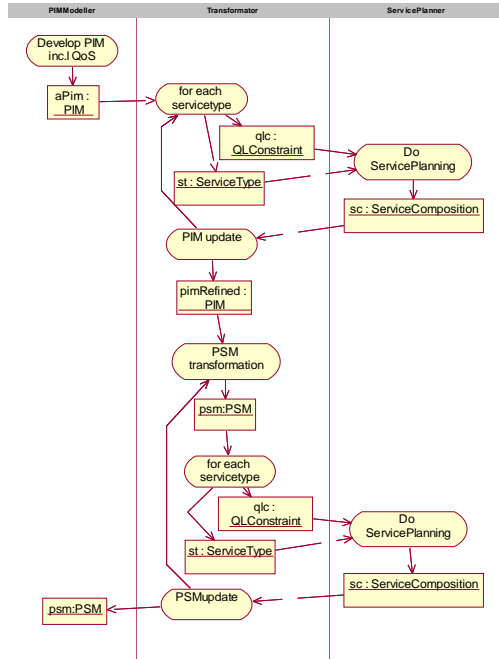 PIMModeller
Transformator
ServicePlanner
Develop PIM
inc.l QoS
aPim :
PIM
for each
servicetype
qlc :
QLConstraint
Do
ServicePlanning
st : ServiceType
sc : ServiceComposition
PIM update
pimRefined :
PIM
PSM
transformation
psm:PSM
for each
servicetype
qlc :
QLConstraint
Do
ServicePlanning
st : ServiceType
sc : ServiceComposition
PSMupdate
psm:PSM